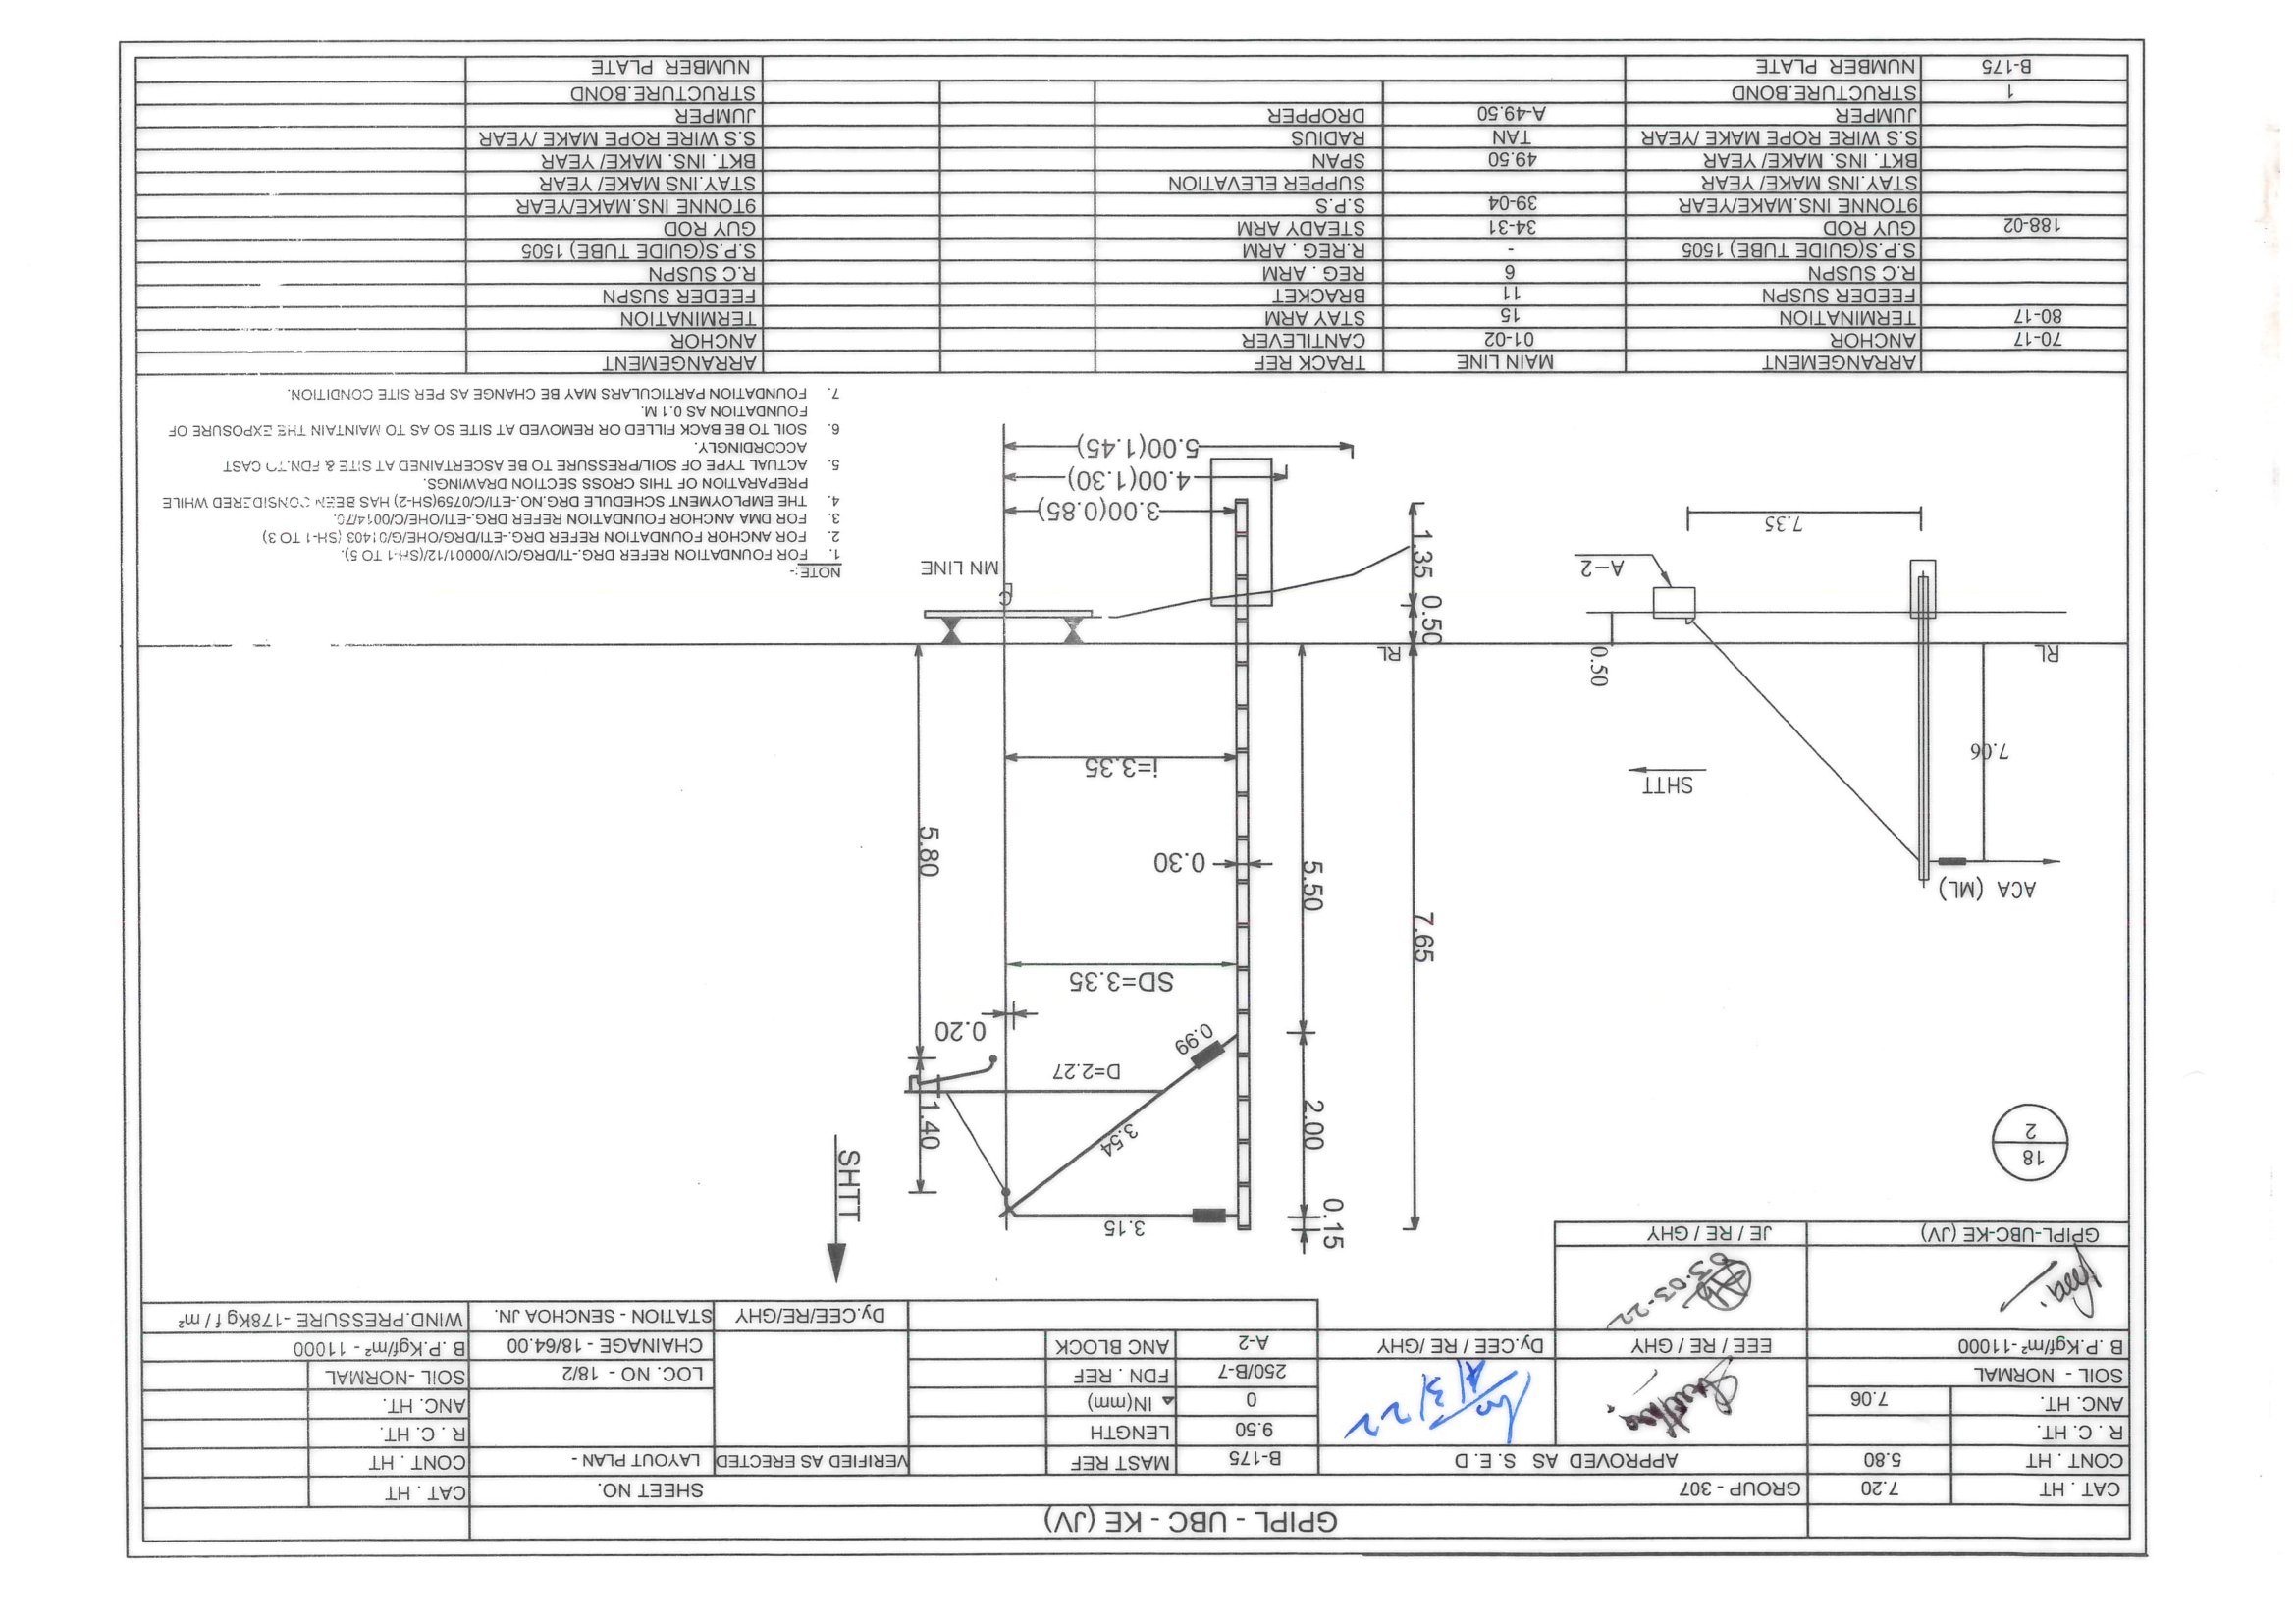 GPIPL - UBC - KE (JV)
CAT . HT 7.20 GROUP - 307 SHEET NO. CAT . HT
CONT . HT 5.80 APPROVED AS S.E.D B-175 MAST REF VERIFIED AS ERECTED LAYOUT PLAN - CONT . HT
R . C. HT. 9.50 LENGTH R . C. HT.
ANC. HT. 7.06 0 ▵ IN(mm) ANC. HT.
SOIL - NORMAL 250/B-7 FDN . REF LOC. NO - 18/2 SOIL -NORMAL
B .P.Kgf/m² -11000 EEE / RE / GHY Dy.CEE / RE /GHY A-2 ANC BLOCK CHAINAGE - 18/64.00 B .P.Kgf/m² - 11000
Dy.CEE/RE/GHY STATION - SENCHOA JN. WIND.PRESSURE -178Kg f / m²
03-03-22
GPIPL-UBC-KE (JV) JE / RE / GHY
18
2
0.15
3.15
SHTT
2.00
3.54
1.40
D=2.27
0.99
0.20
SD=3.35
7.65
5.50
0.30
5.80
i=3.35
ACA (ML)
7.06
SHTT
RL
0.50
A-2
7.35
RL
0.50
1.35
MN LINE
3.00(0.85)
4.00(1.30)
5.00(1.45)
NOTE:-
1. FOR FOUNDATION REFER DRG.-TI/DRG/CIV/00001/12/(SH-1 TO 5).
2. FOR ANCHOR FOUNDATION REFER DRG.-ETI/DRG/OHE/G/01403 (SH-1 TO 3)
3. FOR DMA ANCHOR FOUNDATION REFER DRG.-ETI/OHE/C/0014/70.
4. THE EMPLOYMENT SCHEDULE DRG.NO.-ETI/C/0759(SH-2) HAS BEEN CONSIDERED WHILE
PREPARATION OF THIS CROSS SECTION DRAWINGS.
5. ACTUAL TYPE OF SOIL/PRESSURE TO BE ASCERTAINED AT SITE & FDN.TO CAST
ACCORDINGLY.
6. SOIL TO BE BACK FILLED OR REMOVED AT SITE SO AS TO MAINTAIN THE EXPOSURE OF
FOUNDATION AS 0.1 M.
7. FOUNDATION PARTICULARS MAY BE CHANGE AS PER SITE CONDITION.
ARRANGEMENT MAIN LINE TRACK REF ARRANGEMENT
70-17 ANCHOR 01-02 CANTILEVER ANCHOR
80-17 TERMINATION 15 STAY ARM TERMINATION
FEEDER SUSPN 11 BRACKET FEEDER SUSPN
R.C SUSPN 6 REG . ARM R.C SUSPN
S.P.S(GUIDE TUBE) 1505 - R.REG . ARM S.P.S(GUIDE TUBE) 1505
188-02 GUY ROD 34-31 STEADY ARM GUY ROD
9TONNE INS.MAKE/YEAR 39-04 S.P.S 9TONNE INS.MAKE/YEAR
STAY.INS MAKE/ YEAR SUPPER ELEVATION STAY.INS MAKE/ YEAR
BKT. INS. MAKE/ YEAR 49.50 SPAN BKT. INS. MAKE/ YEAR
S.S WIRE ROPE MAKE /YEAR TAN RADIUS S.S WIRE ROPE MAKE /YEAR
JUMPER A-49.50 DROPPER JUMPER
1 STRUCTURE.BOND STRUCTURE.BOND
B-175 NUMBER PLATE NUMBER PLATE